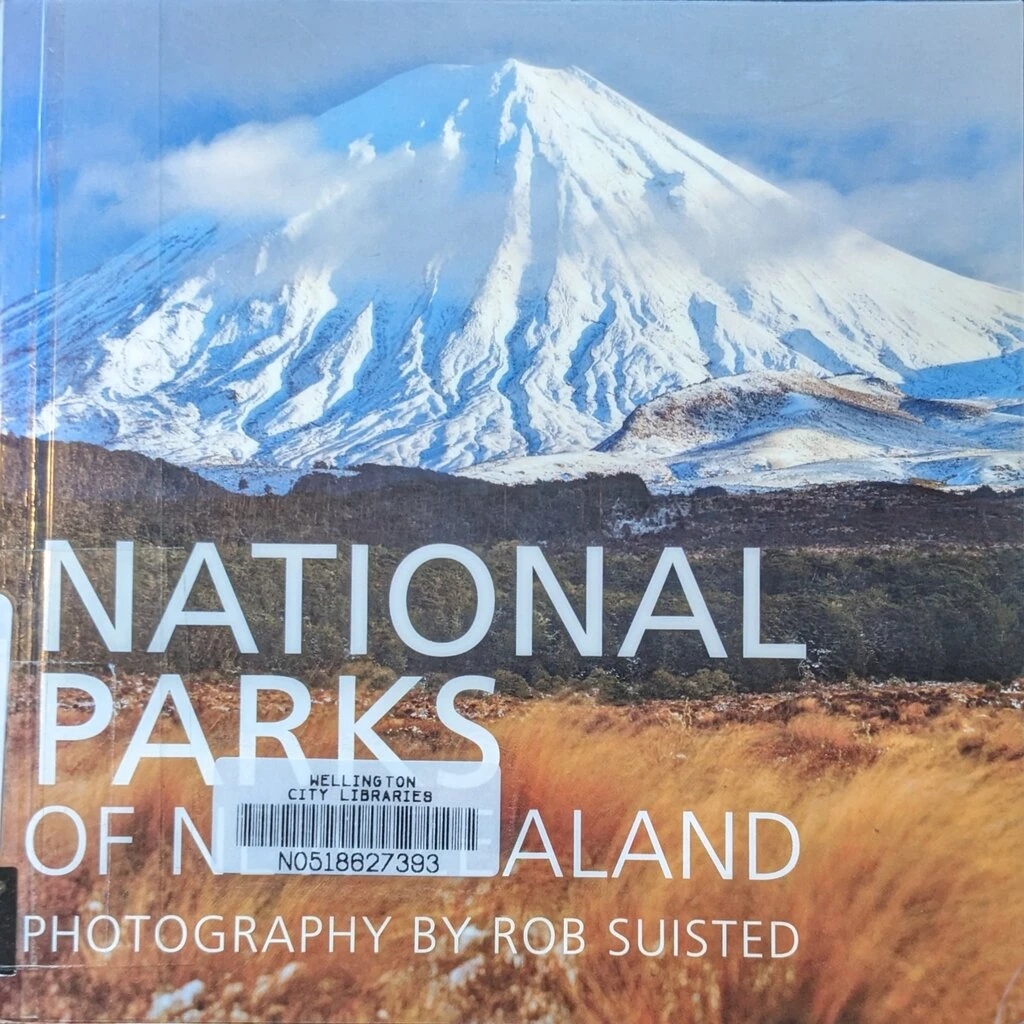 NATIONAL
PARKS
WELLINGTON
CITY LIBRARIES
OF N EALAND
N0518627393
PHOTOGRAPHY BY ROB SUISTED